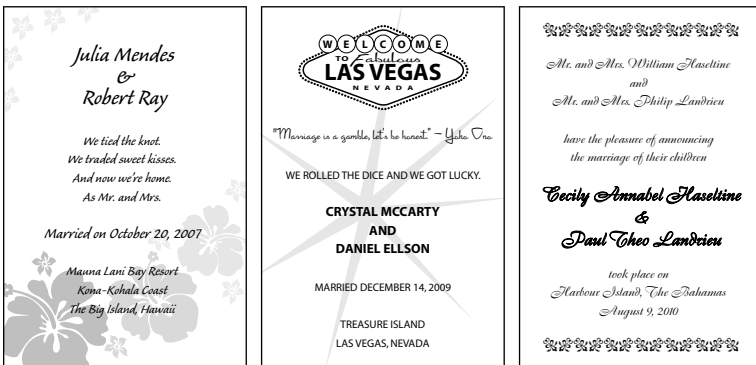 Julia Mendes
&
Robert Ray
We tied the knot.
We traded sweet kisses.
And now we're home.
As Mr. and Mrs.
Married on October 20, 2007
Mauna Lani Bay Resort
Kona-Kohala Coast
The Big Island, Hawaii
WELCOME
TO Fabulous
LAS VEGAS
NEVADA
"Marriage is a gamble, let's be honest." – Yoko Ono
WE ROLLED THE DICE AND WE GOT LUCKY.
CRYSTAL MCCARTY
AND
DANIEL ELLSON
MARRIED DECEMBER 14, 2009
TREASURE ISLAND
LAS VEGAS, NEVADA
Mr. and Mrs. William Haseltine
and
Mr. and Mrs. Philip Landrieu
have the pleasure of announcing
the marriage of their children
Cecily Annabel Haseltine
&
Paul Theo Landrieu
took place on
Harbour Island, The Bahamas
August 9, 2010